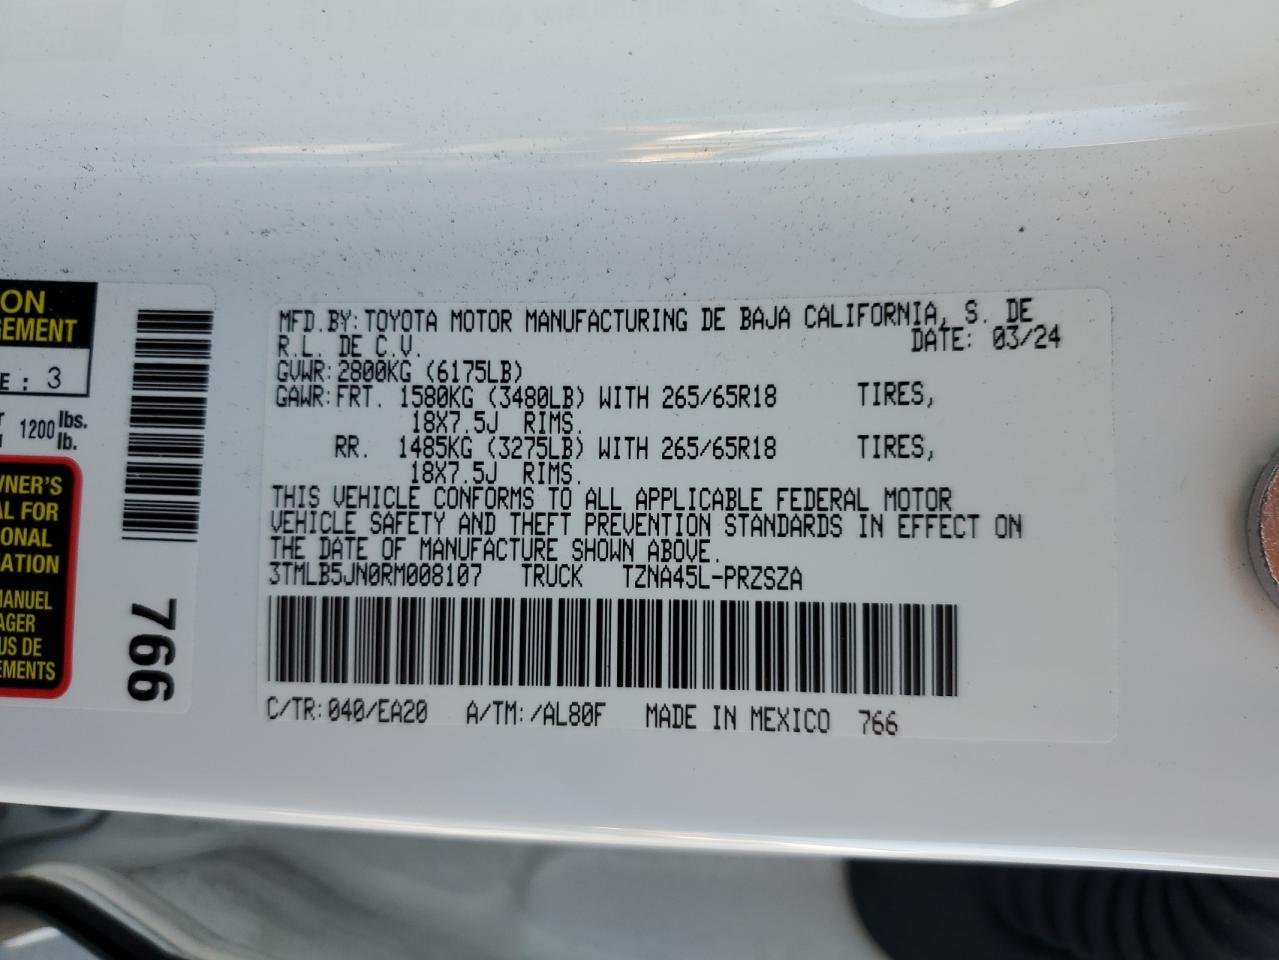 ON
GEMENT
E : 3
1200 lbs.
lb.
WNER'S
AL FOR
ONAL
ATION
MANUEL
AGER
US DE
EMENTS
766
MFD.BY:TOYOTA MOTOR MANUFACTURING DE BAJA CALIFORNIA, S. DE
R.L. DE C.V. DATE: 03/24
GVWR:2800KG (6175LB)
GAWR:FRT. 1580KG (3480LB) WITH 265/65R18 TIRES,
18X7.5J RIMS.
RR. 1485KG (3275LB) WITH 265/65R18 TIRES,
18X7.5J RIMS.
THIS VEHICLE CONFORMS TO ALL APPLICABLE FEDERAL MOTOR
VEHICLE SAFETY AND THEFT PREVENTION STANDARDS IN EFFECT ON
THE DATE OF MANUFACTURE SHOWN ABOVE.
3TMLB5JN0RM008107 TRUCK TZNA45L-PRZSZA
C/TR:040/EA20 A/TM:/AL80F MADE IN MEXICO 766